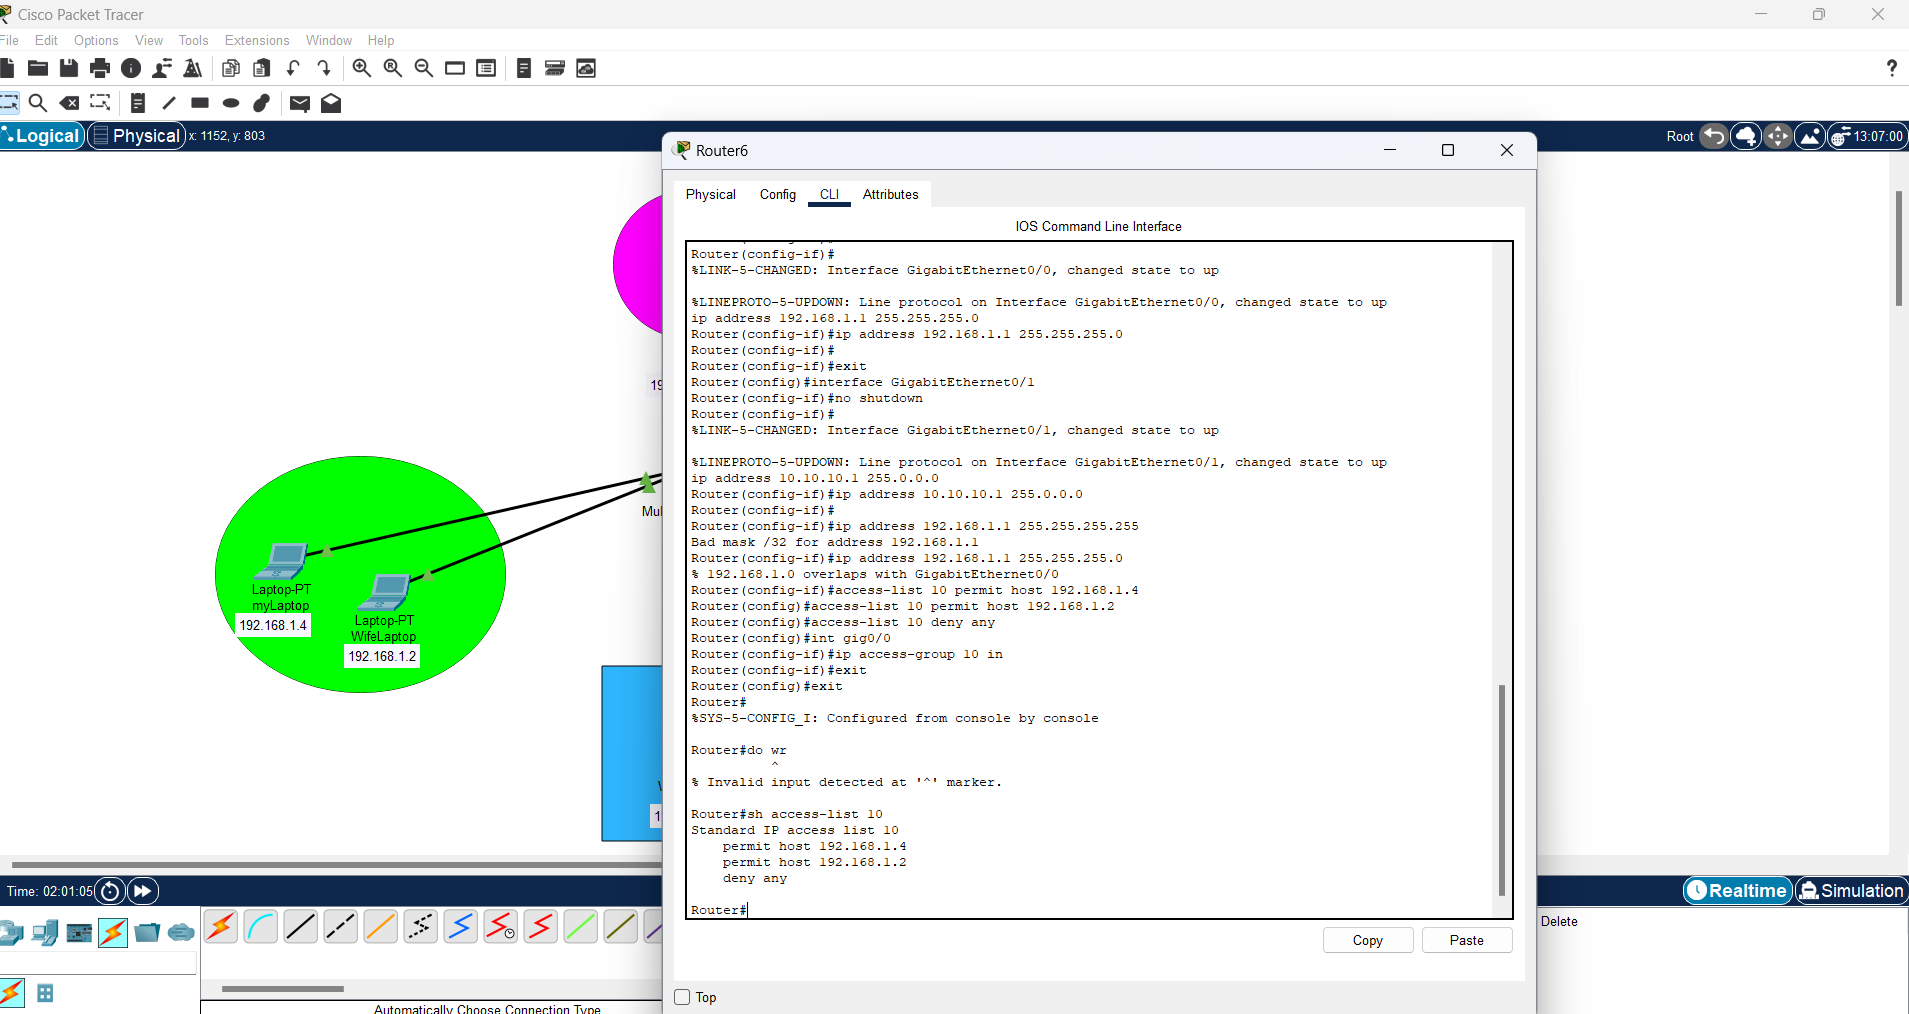 Cisco Packet Tracer
File Edit Options View Tools Extensions Window Help
Logical Physical x: 1152, y: 803
Root 13:07:00
Router6
Physical Config CLI Attributes
IOS Command Line Interface
Router(config-if)#
%LINK-5-CHANGED: Interface GigabitEthernet0/0, changed state to up
%LINEPROTO-5-UPDOWN: Line protocol on Interface GigabitEthernet0/0, changed state to up
ip address 192.168.1.1 255.255.255.0
Router(config-if)#ip address 192.168.1.1 255.255.255.0
Router(config-if)#
Router(config-if)#exit
Router(config)#interface GigabitEthernet0/1
Router(config-if)#no shutdown
Router(config-if)#
%LINK-5-CHANGED: Interface GigabitEthernet0/1, changed state to up
%LINEPROTO-5-UPDOWN: Line protocol on Interface GigabitEthernet0/1, changed state to up
ip address 10.10.10.1 255.0.0.0
Router(config-if)#ip address 10.10.10.1 255.0.0.0
Router(config-if)#
Router(config-if)#ip address 192.168.1.1 255.255.255.255
Bad mask /32 for address 192.168.1.1
Router(config-if)#ip address 192.168.1.1 255.255.255.0
% 192.168.1.0 overlaps with GigabitEthernet0/0
Router(config-if)#access-list 10 permit host 192.168.1.4
Router(config)#access-list 10 permit host 192.168.1.2
Router(config)#access-list 10 deny any
Router(config)#int gig0/0
Router(config-if)#ip access-group 10 in
Router(config-if)#exit
Router(config)#exit
Router#
%SYS-5-CONFIG_I: Configured from console by console
Router#do wr
^
% Invalid input detected at '^' marker.
Router#sh access-list 10
Standard IP access list 10
permit host 192.168.1.4
permit host 192.168.1.2
deny any
Router#
Copy Paste
Top
19
Mul
Laptop-PT
myLaptop
192.168.1.4
Laptop-PT
WifeLaptop
192.168.1.2
1
Time: 02:01:05
Realtime Simulation
Delete
Automatically Choose Connection Type